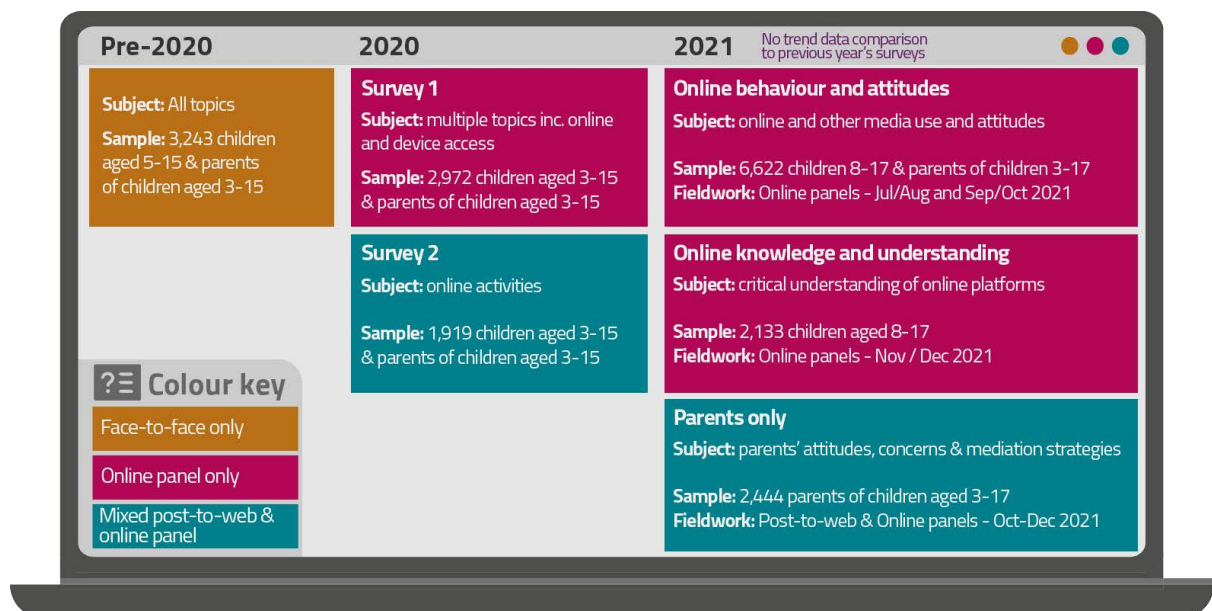 Pre-2020
Subject: All topics
Sample: 3,243 children
aged 5-15 & parents
of children aged 3-15
2020
Survey 1
Subject: multiple topics inc. online
and device access
Sample: 2,972 children aged 3-15
& parents of children aged 3-15
Survey 2
Subject: online activities
Sample: 1,919 children aged 3-15
& parents of children aged 3-15
2021
No trend data comparison
to previous year's surveys
Online behaviour and attitudes
Subject: online and other media use and attitudes
Sample: 6,622 children 8-17 & parents of children 3-17
Fieldwork: Online panels - Jul/Aug and Sep/Oct 2021
Online knowledge and understanding
Subject: critical understanding of online platforms
Sample: 2,133 children aged 8-17
Fieldwork: Online panels - Nov / Dec 2021
Parents only
Subject: parents' attitudes, concerns & mediation strategies
Sample: 2,444 parents of children aged 3-17
Fieldwork: Post-to-web & Online panels - Oct-Dec 2021
? Colour key
Face-to-face only
Online panel only
Mixed post-to-web &
online panel